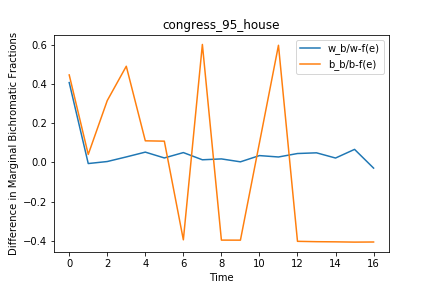 congress_95_house
w_b/w-f(e)
b_b/b-f(e)
Difference in Marginal Bichromatic Fractions
0.6
0.4
0.2
0.0
−0.2
−0.4
0 2 4 6 8 10 12 14 16
Time